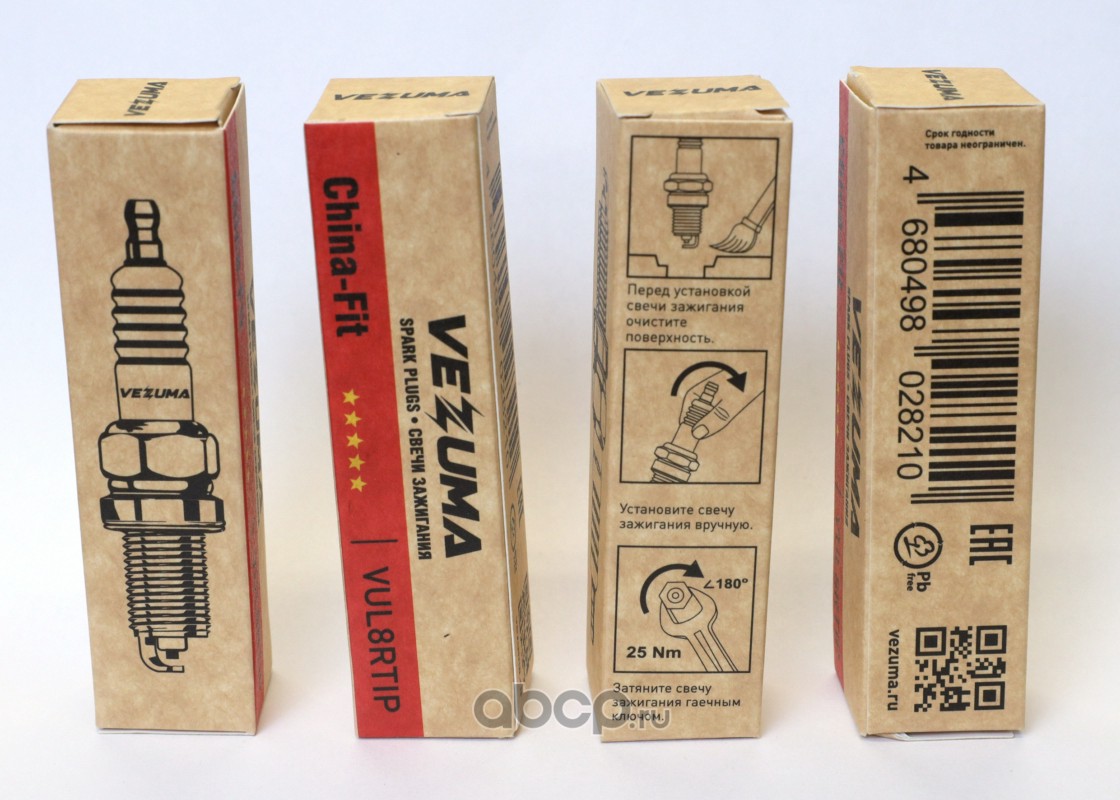 VEZUMA
VEZUMA
VEZUMA
China-Fit
VUL8RTIP
VEZUMA
SPARK PLUGS • СВЕЧИ ЗАЖИГАНИЯ
VEZUMA
Перед установкой
свечи зажигания
очистите
поверхность.
Установите свечу
зажигания вручную.
∠180°
25 Nm
Затяните свечу
зажигания гаечным
ключом.
VEZUMA
Срок годности
товара неограничен.
4 680498 028210
EAC
Pb
free
vezuma.ru
VEZUMA
abcp.ru